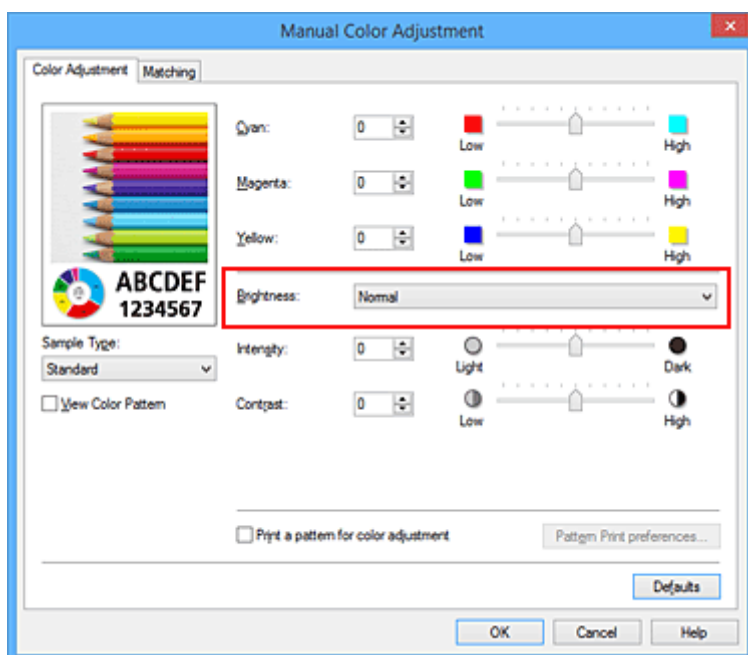 Manual Color Adjustment
x
Color Adjustment Matching
Cyan: 0 Low High
Magenta: 0 Low High
Yellow: 0 Low High
ABCDEF
1234567
Brightness: Normal
Sample Type:
Standard
View Color Pattern
Intensity: 0 Light Dark
Contrast: 0 Low High
Print a pattern for color adjustment Pattern Print preferences...
Defaults
OK Cancel Help